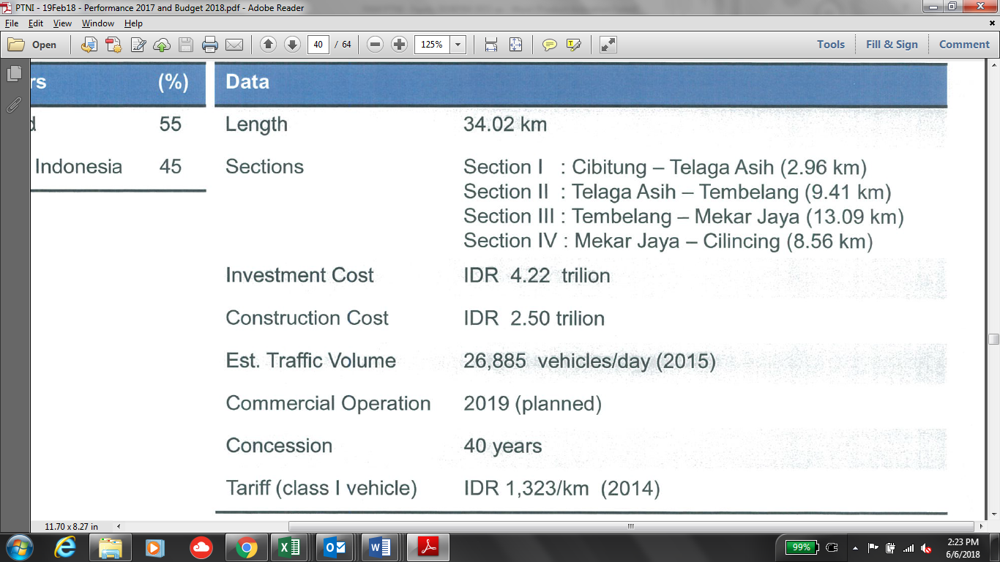 PTNI - 19Feb18 - Performance 2017 and Budget 2018.pdf - Adobe Reader
File Edit View Window Help
Open 40 / 64 125% Tools Fill & Sign Comment
rs (%) Data
d 55 Length 34.02 km
Indonesia 45 Sections Section I : Cibitung – Telaga Asih (2.96 km)
Section II : Telaga Asih – Tembelang (9.41 km)
Section III : Tembelang – Mekar Jaya (13.09 km)
Section IV : Mekar Jaya – Cilincing (8.56 km)
Investment Cost IDR 4.22 trilion
Construction Cost IDR 2.50 trilion
Est. Traffic Volume 26,885 vehicles/day (2015)
Commercial Operation 2019 (planned)
Concession 40 years
Tariff (class I vehicle) IDR 1,323/km (2014)
11.70 x 8.27 in
99% 2:23 PM
6/6/2018